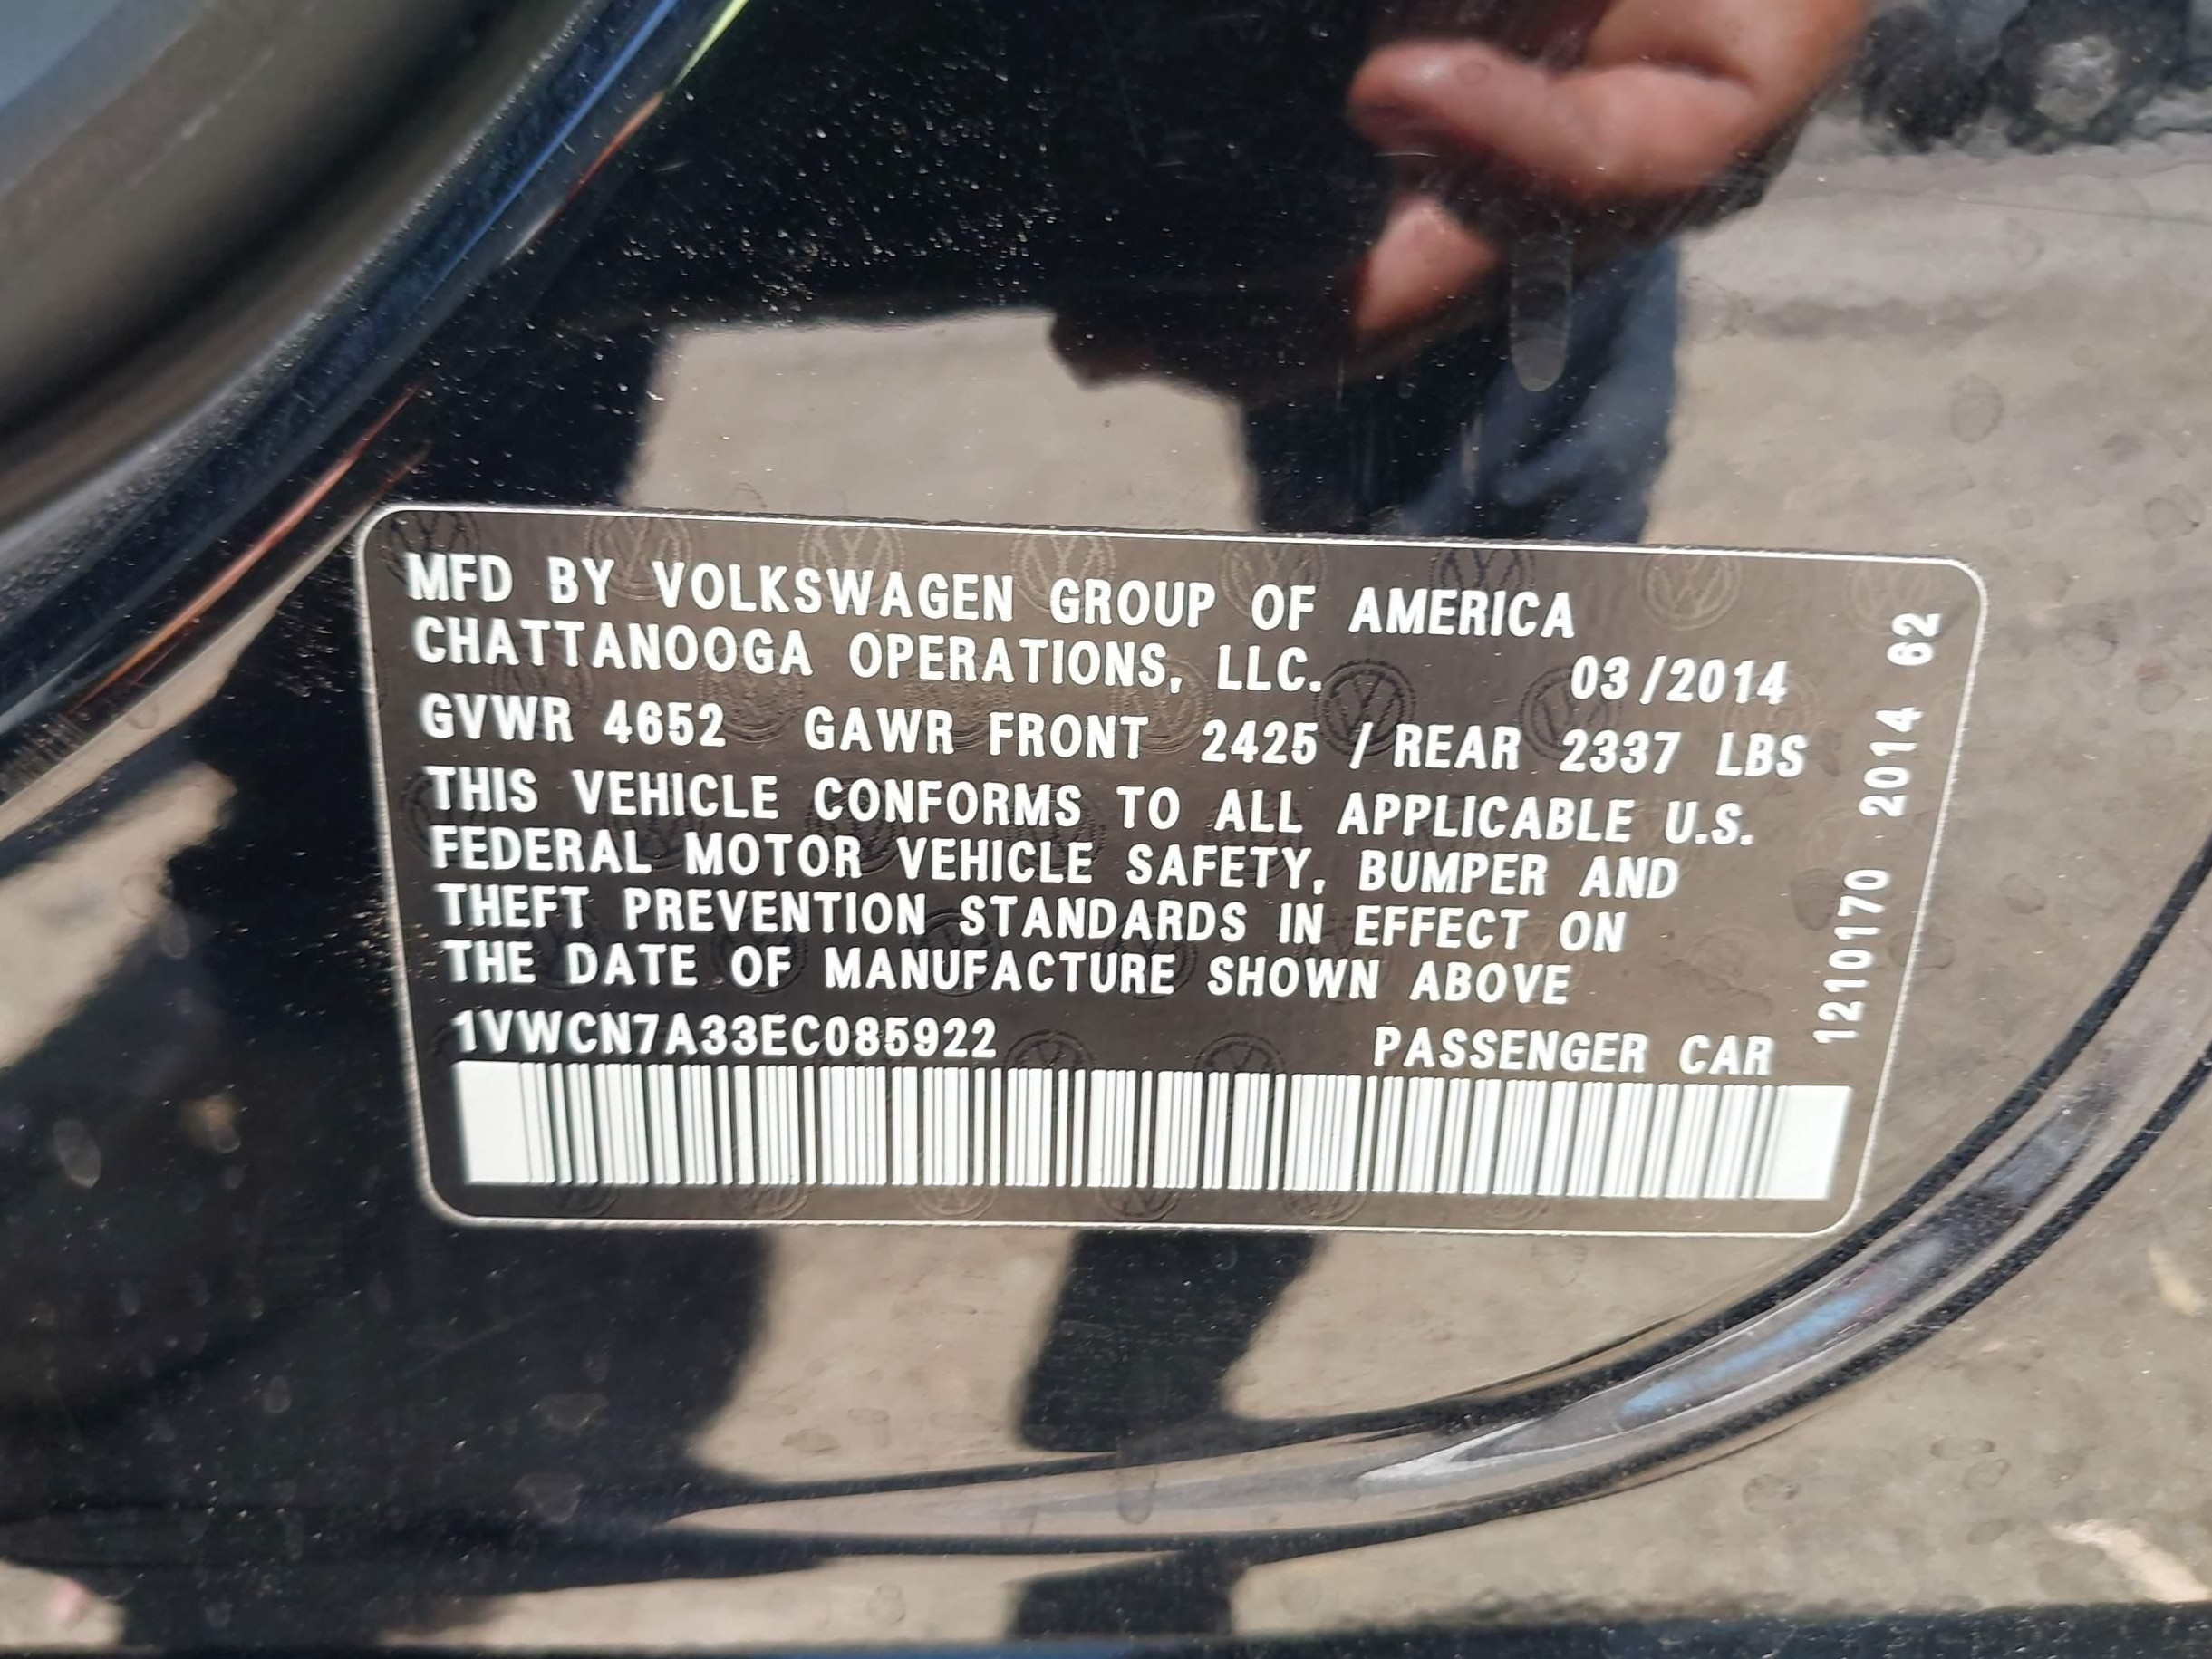 MFD BY VOLKSWAGEN GROUP OF AMERICA
CHATTANOOGA OPERATIONS, LLC. 03/2014
GVWR 4652 GAWR FRONT 2425 / REAR 2337 LBS
THIS VEHICLE CONFORMS TO ALL APPLICABLE U.S.
FEDERAL MOTOR VEHICLE SAFETY, BUMPER AND
THEFT PREVENTION STANDARDS IN EFFECT ON
THE DATE OF MANUFACTURE SHOWN ABOVE
1VWCN7A33EC085922 PASSENGER CAR
1210170 2014 62